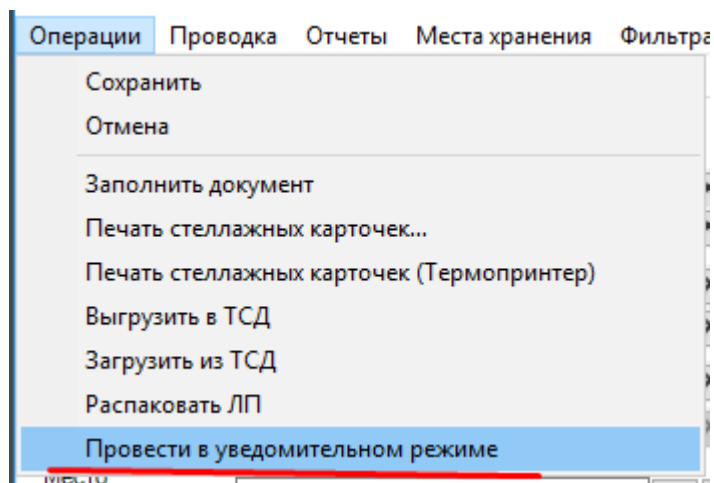 Операции Проводка Отчеты Места хранения Фильтра
Сохранить
Отмена
Заполнить документ
Печать стеллажных карточек...
Печать стеллажных карточек (Термопринтер)
Выгрузить в ТСД
Загрузить из ТСД
Распаковать ЛП
Провести в уведомительном режиме
Место